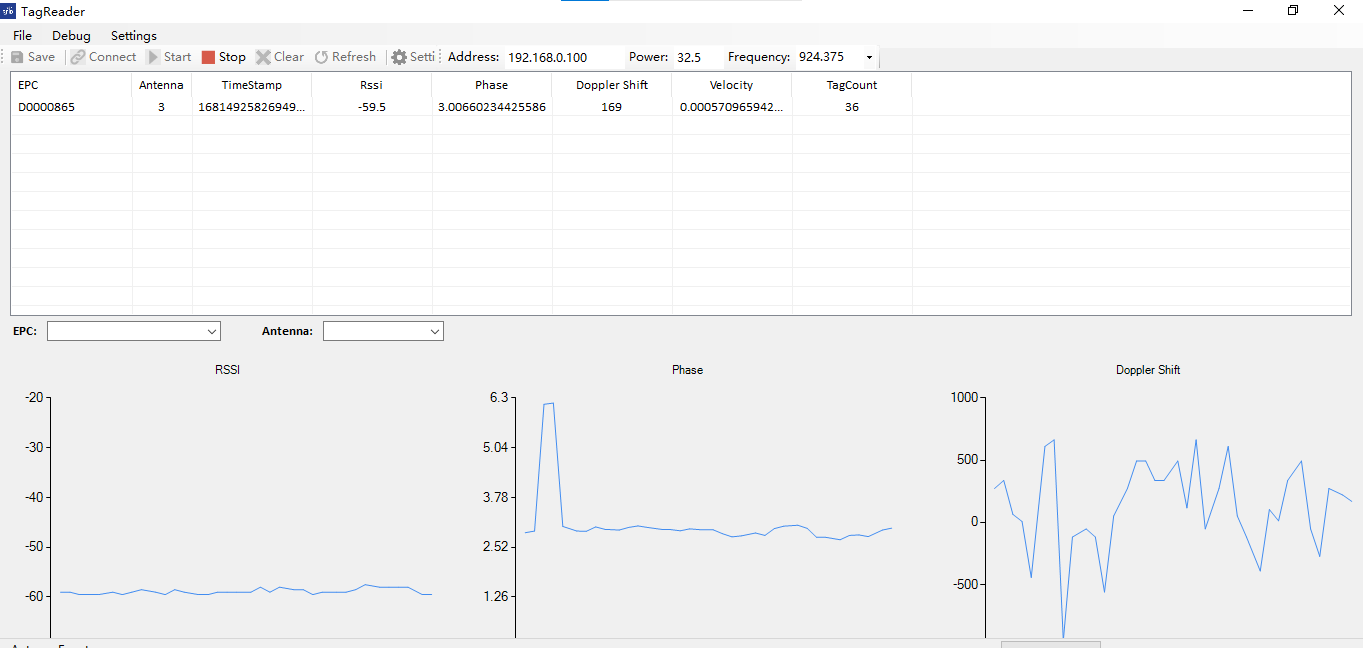 TagReader
File Debug Settings
Save Connect Start Stop Clear Refresh Setti Address: 192.168.0.100 Power: 32.5 Frequency: 924.375
EPC Antenna TimeStamp Rssi Phase Doppler Shift Velocity TagCount
D0000865 3 16814925826949... -59.5 3.00660234425586 169 0.000570965942... 36
EPC: Antenna:
RSSI Phase Doppler Shift
-20 6.3 1000
-30 5.04 500
-40 3.78 0
-50 2.52 -500
-60 1.26